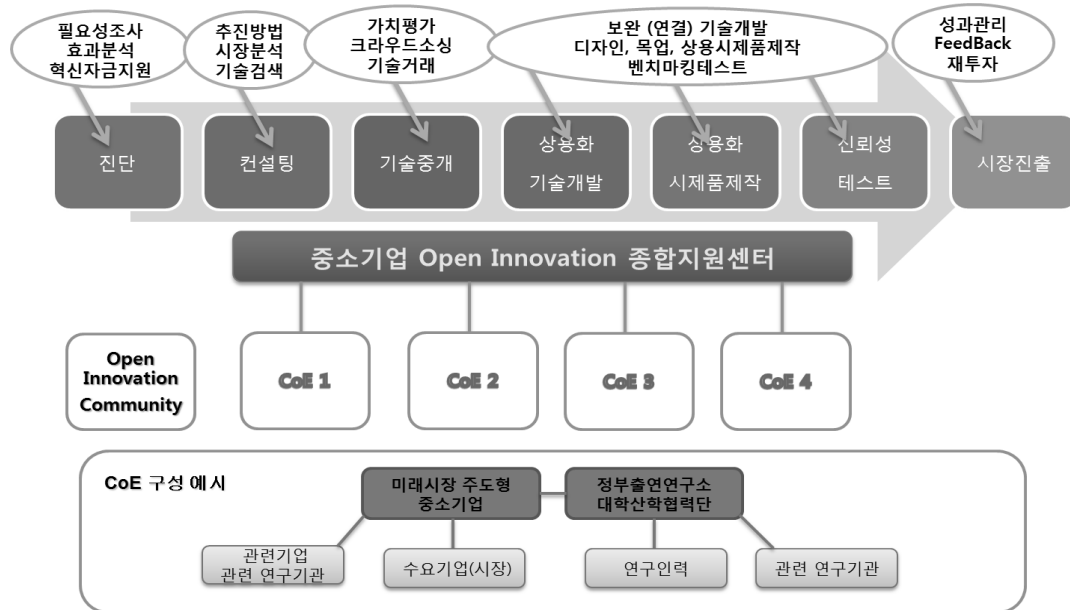 필요성조사
효과분석
혁신자금지원
추진방법
시장분석
기술검색
가치평가
크라우드소싱
기술거래
보완 (연결) 기술개발
디자인, 목업, 상용시제품제작
벤치마킹테스트
성과관리
FeedBack
재투자
진단
컨설팅
기술중개
상용화
기술개발
상용화
시제품제작
신뢰성
테스트
시장진출
중소기업 Open Innovation 종합지원센터
Open
Innovation
Community
CoE 1
CoE 2
CoE 3
CoE 4
CoE 구성 예시
미래시장 주도형
중소기업
정부출연연구소
대학산학협력단
관련기업
관련 연구기관
수요기업(시장)
연구인력
관련 연구기관